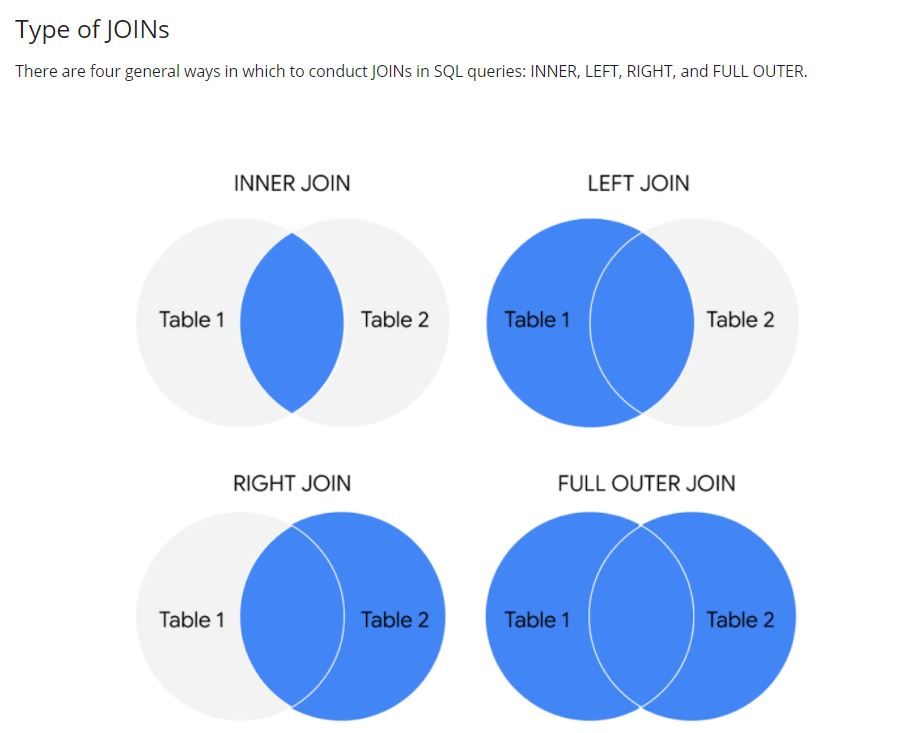 Type of JOINs
There are four general ways in which to conduct JOINs in SQL queries: INNER, LEFT, RIGHT, and FULL OUTER.
INNER JOIN
Table 1
Table 2
LEFT JOIN
Table 1
Table 2
RIGHT JOIN
Table 1
Table 2
FULL OUTER JOIN
Table 1
Table 2